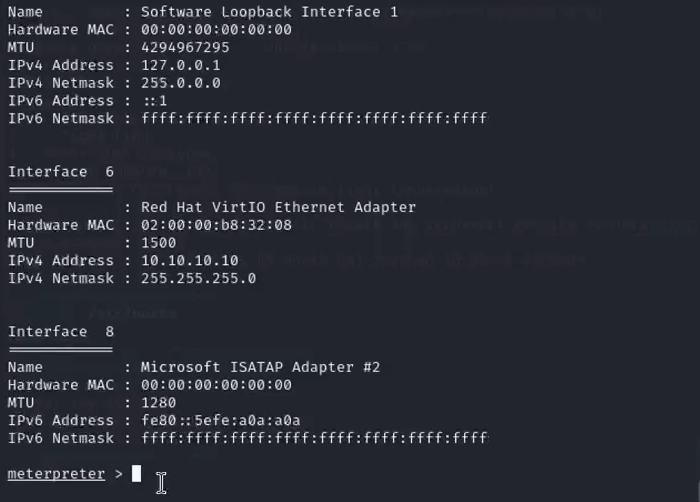 Name         : Software Loopback Interface 1
Hardware MAC : 00:00:00:00:00:00
MTU          : 4294967295
IPv4 Address : 127.0.0.1
IPv4 Netmask : 255.0.0.0
IPv6 Address : ::1
IPv6 Netmask : ffff:ffff:ffff:ffff:ffff:ffff:ffff:ffff
Interface  6
============
Name         : Red Hat VirtIO Ethernet Adapter
Hardware MAC : 02:00:00:b8:32:08
MTU          : 1500
IPv4 Address : 10.10.10.10
IPv4 Netmask : 255.255.255.0
Interface  8
============
Name         : Microsoft ISATAP Adapter #2
Hardware MAC : 00:00:00:00:00:00
MTU          : 1280
IPv6 Address : fe80::5efe:a0a:a0a
IPv6 Netmask : ffff:ffff:ffff:ffff:ffff:ffff:ffff:ffff
meterpreter >